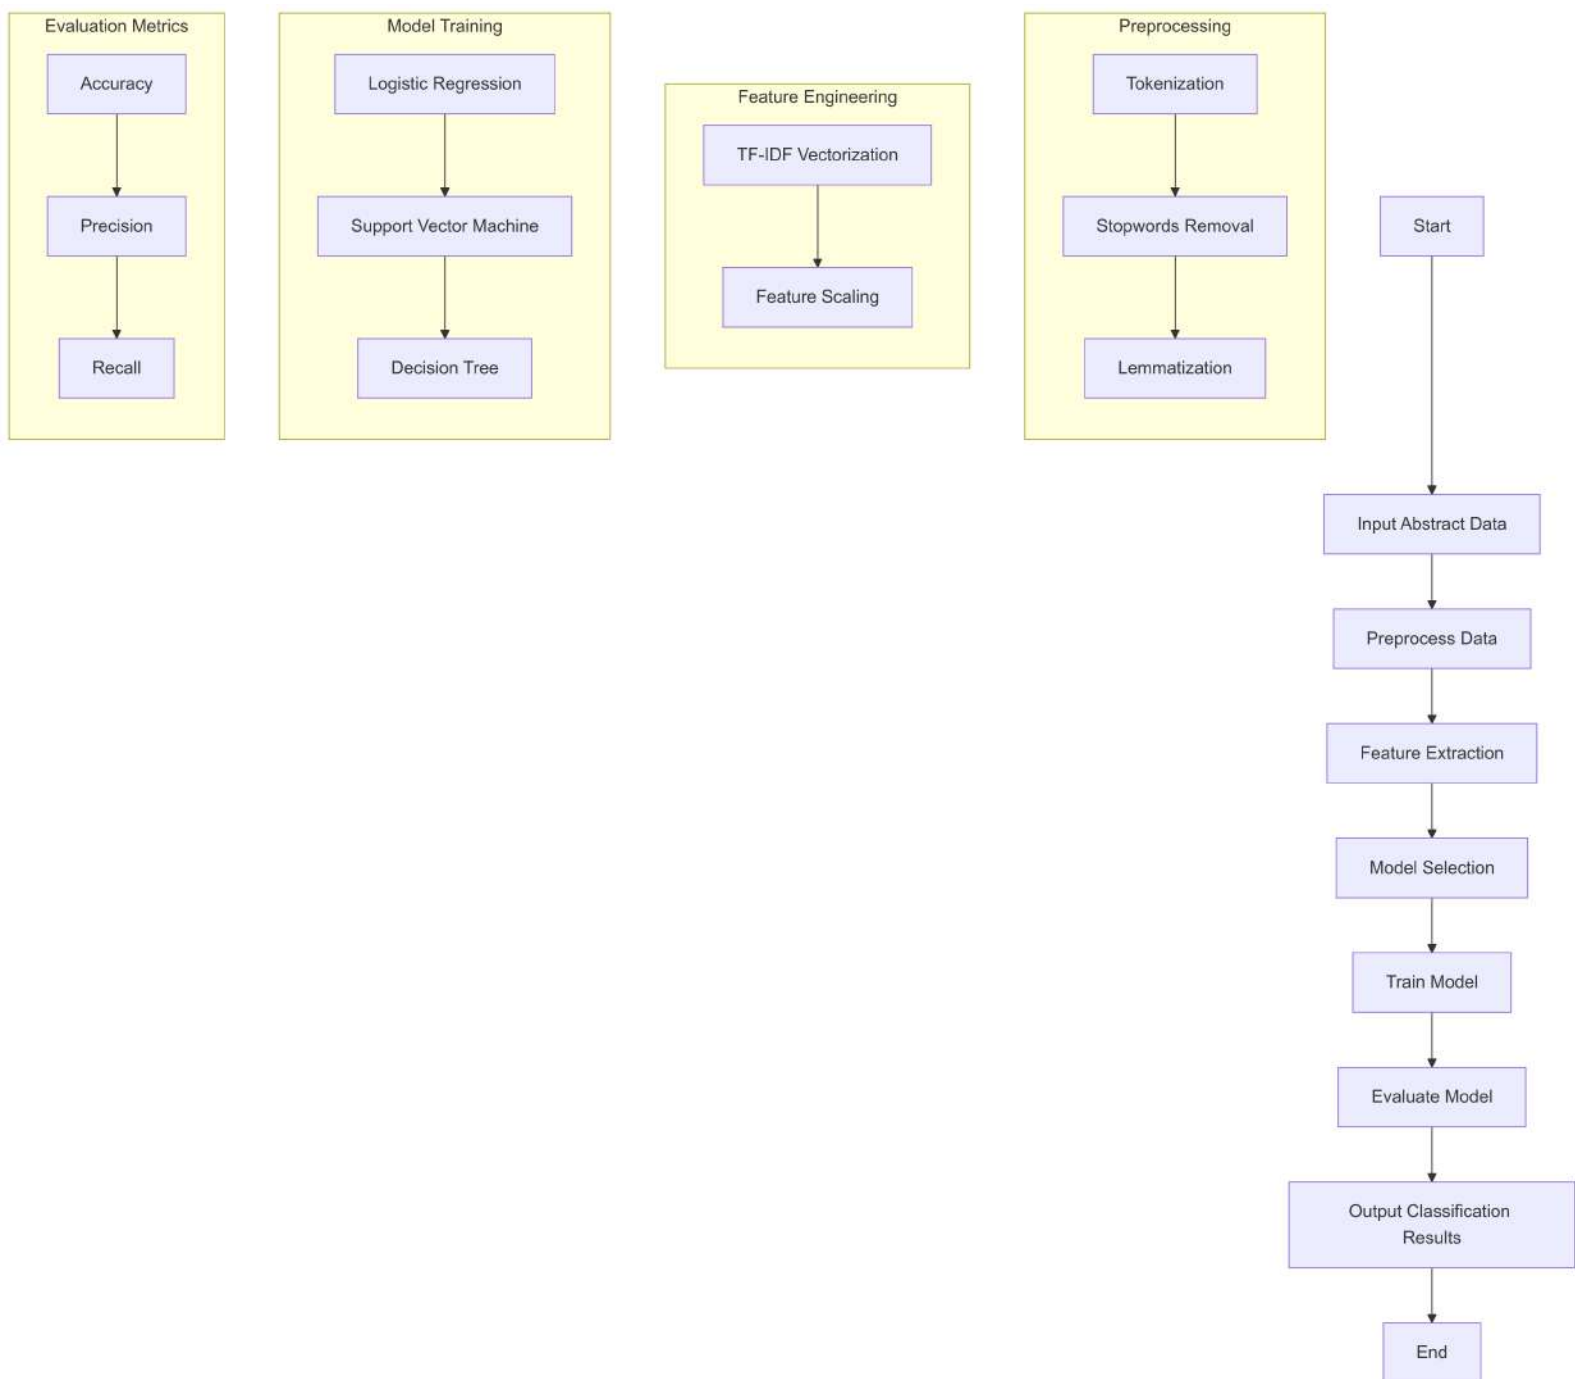 Evaluation Metrics
Accuracy
Precision
Recall
Model Training
Logistic Regression
Support Vector Machine
Decision Tree
Feature Engineering
TF-IDF Vectorization
Feature Scaling
Preprocessing
Tokenization
Stopwords Removal
Lemmatization
Start
Input Abstract Data
Preprocess Data
Feature Extraction
Model Selection
Train Model
Evaluate Model
Output Classification
Results
End